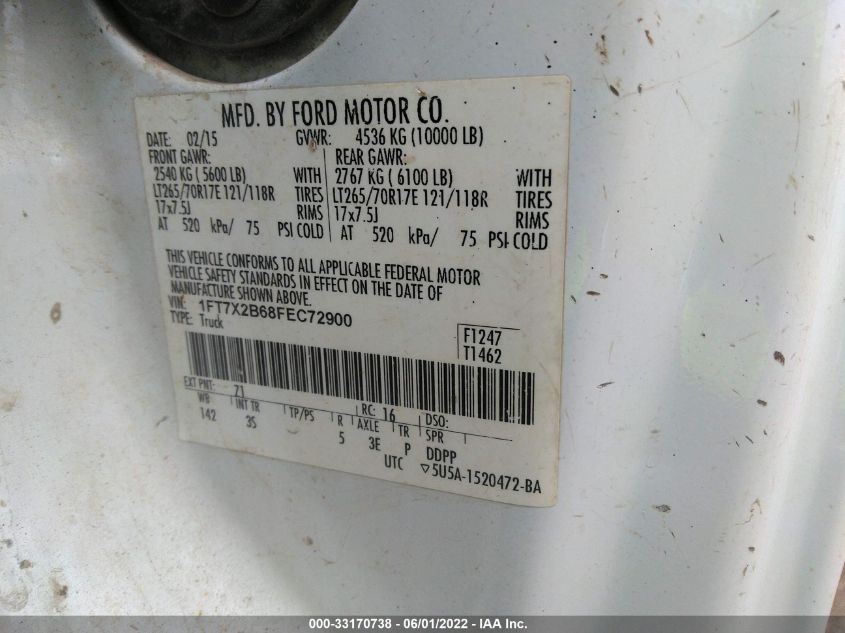 MFD. BY FORD MOTOR CO.
DATE: 02/15 GVWR: 4536 KG (10000 LB)
FRONT GAWR: REAR GAWR:
2540 KG ( 5600 LB) WITH 2767 KG ( 6100 LB) WITH
LT265/70R17E 121/118R TIRES LT265/70R17E 121/118R TIRES
17x7.5J RIMS 17x7.5J RIMS
AT 520 kPa/ 75 PSI COLD AT 520 kPa/ 75 PSI COLD
THIS VEHICLE CONFORMS TO ALL APPLICABLE FEDERAL MOTOR
VEHICLE SAFETY STANDARDS IN EFFECT ON THE DATE OF
MANUFACTURE SHOWN ABOVE.
VIN: 1FT7X2B68FEC72900
TYPE: Truck
F1247
T1462
EXT PNT: Z1 RC: 16 DSO:
WB INT TR TP/PS R AXLE TR SPR
142 3S 5 3E P DDPP
UTC ▽5U5A-1520472-BA
000-33170738 - 06/01/2022 - IAA Inc.